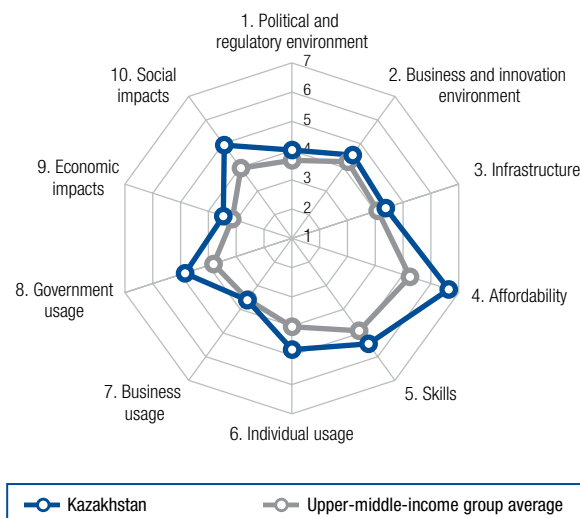 1. Political and
regulatory environment
10. Social
impacts
2. Business and innovation
environment
9. Economic
impacts
3. Infrastructure
8. Government
usage
4. Affordability
7. Business
usage
5. Skills
6. Individual usage
7
6
5
4
3
2
1
Kazakhstan
Upper-middle-income group average